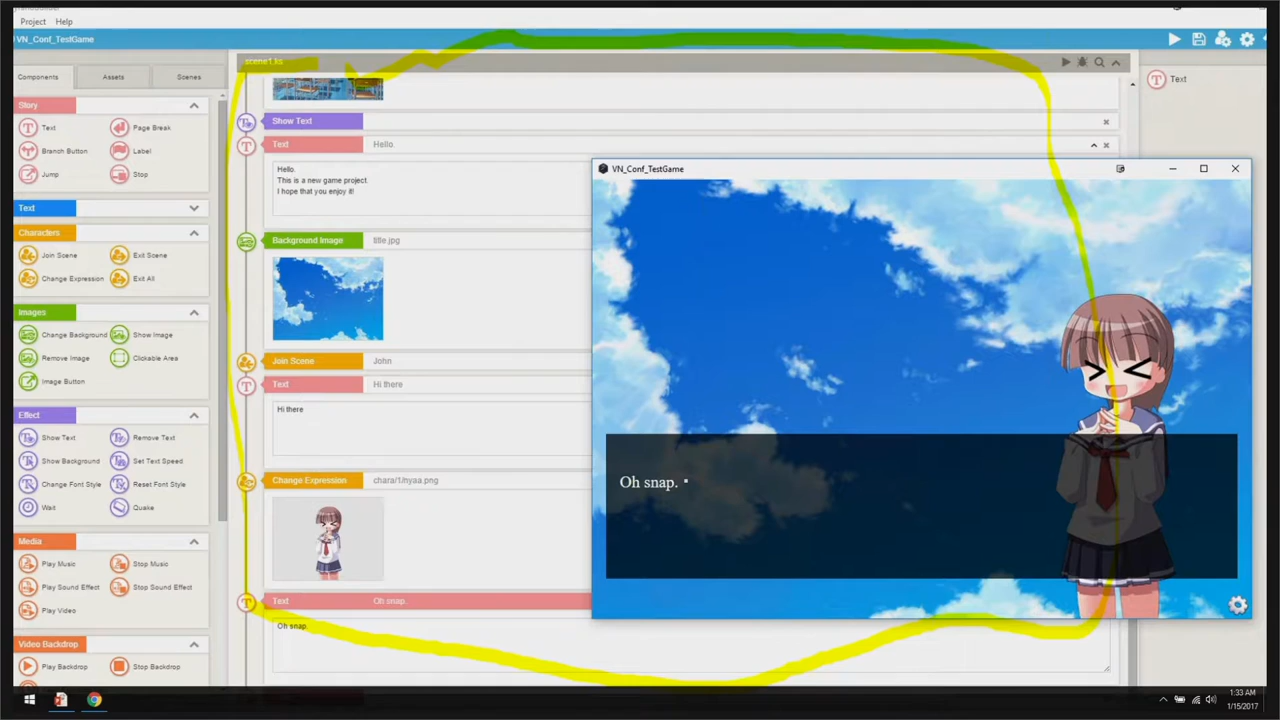 Project Help
VN_Conf_TestGame
Components Assets Scenes
Story
Text Page Break
Branch Button Label
Jump Stop
Text
Characters
Join Scene Exit Scene
Change Expression Exit All
Images
Change Background Show Image
Remove Image Clickable Area
Image Button
Effect
Show Text Remove Text
Show Background Set Text Speed
Change Font Style Reset Font Style
Wait Quake
Media
Play Music Stop Music
Play Sound Effect Stop Sound Effect
Play Video
Video Backdrop
Play Backdrop Stop Backdrop
scene1.ks
Show Text
Text Hello.
Hello.
This is a new game project.
I hope that you enjoy it!
Background Image title.jpg
Join Scene John
Text Hi there
Hi there
Change Expression chara/1/nyaa.png
Text Oh snap.
Oh snap.
Text
VN_Conf_TestGame
Oh snap.
1:33 AM
1/15/2017